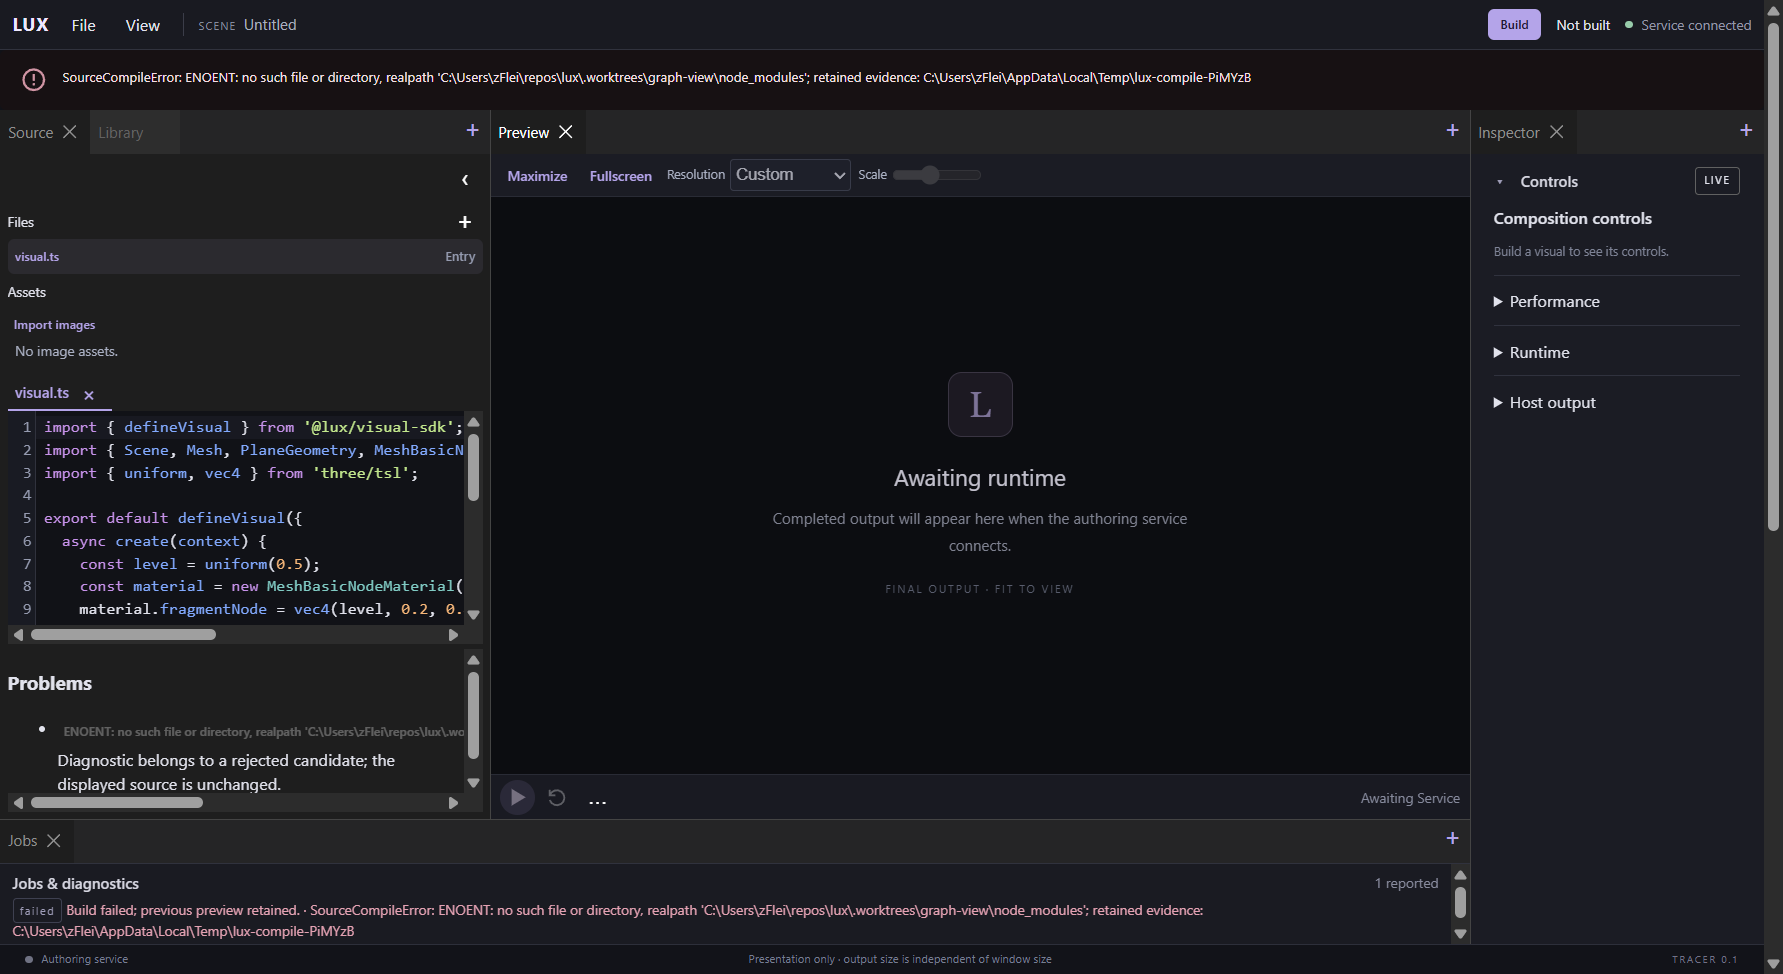 LUX File View SCENE Untitled Build Not built Service connected
SourceCompileError: ENOENT: no such file or directory, realpath 'C:\Users\zFlei\repos\lux\.worktrees\graph-view\node_modules'; retained evidence: C:\Users\zFlei\AppData\Local\Temp\lux-compile-PiMYzB
Source Library +
Files +
visual.ts Entry
Assets
Import images
No image assets.
visual.ts ×
1 import { defineVisual } from '@lux/visual-sdk';
2 import { Scene, Mesh, PlaneGeometry, MeshBasicN
3 import { uniform, vec4 } from 'three/tsl';
4
5 export default defineVisual({
6 async create(context) {
7 const level = uniform(0.5);
8 const material = new MeshBasicNodeMaterial(
9 material.fragmentNode = vec4(level, 0.2, 0.
Problems
• ENOENT: no such file or directory, realpath 'C:\Users\zFlei\repos\lux\.wo
Diagnostic belongs to a rejected candidate; the
displayed source is unchanged.
Preview +
Maximize Fullscreen Resolution Custom Scale
L
Awaiting runtime
Completed output will appear here when the authoring service
connects.
FINAL OUTPUT · FIT TO VIEW
... Awaiting Service
Inspector +
Controls LIVE
Composition controls
Build a visual to see its controls.
Performance
Runtime
Host output
Jobs +
Jobs & diagnostics 1 reported
failed Build failed; previous preview retained. · SourceCompileError: ENOENT: no such file or directory, realpath 'C:\Users\zFlei\repos\lux\.worktrees\graph-view\node_modules'; retained evidence:
C:\Users\zFlei\AppData\Local\Temp\lux-compile-PiMYzB
Authoring service Presentation only · output size is independent of window size TRACER 0.1